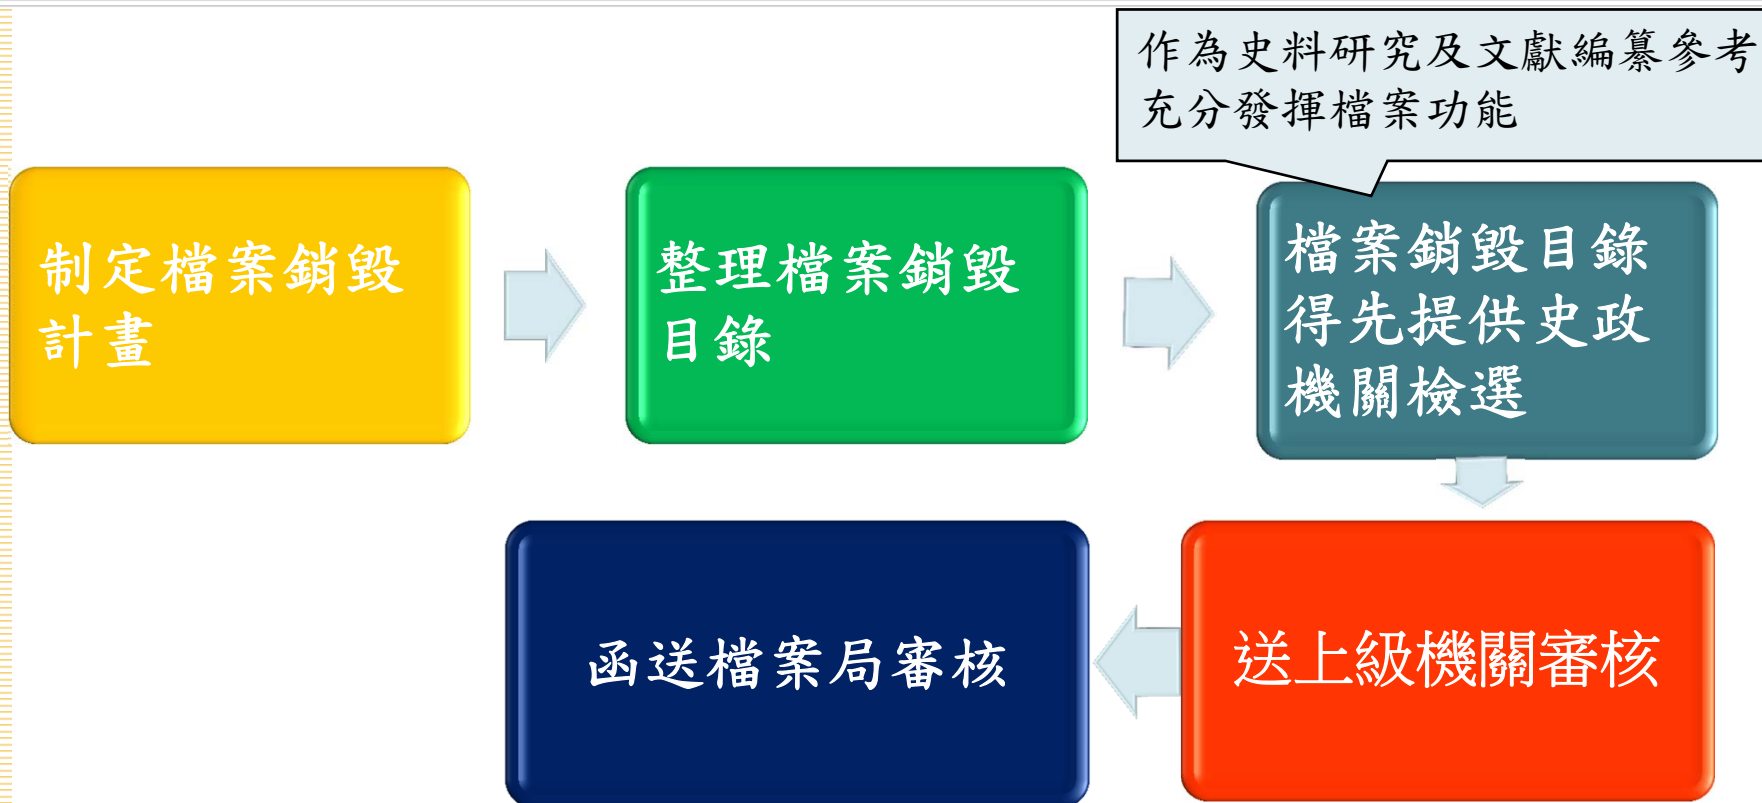 作為史料研究及文獻編纂參考
充分發揮檔案功能
制定檔案銷毀
計畫
整理檔案銷毀
目錄
檔案銷毀目錄
得先提供史政
機關檢選
送上級機關審核
函送檔案局審核